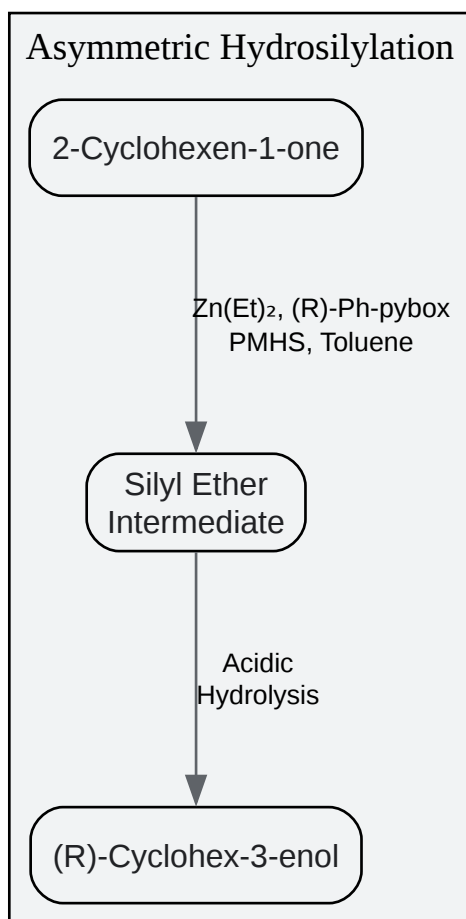 Asymmetric Hydrosilylation
2-Cyclohexen-1-one
Zn(Et)₂, (R)-Ph-pybox
PMHS, Toluene
Silyl Ether
Intermediate
Acidic
Hydrolysis
(R)-Cyclohex-3-enol